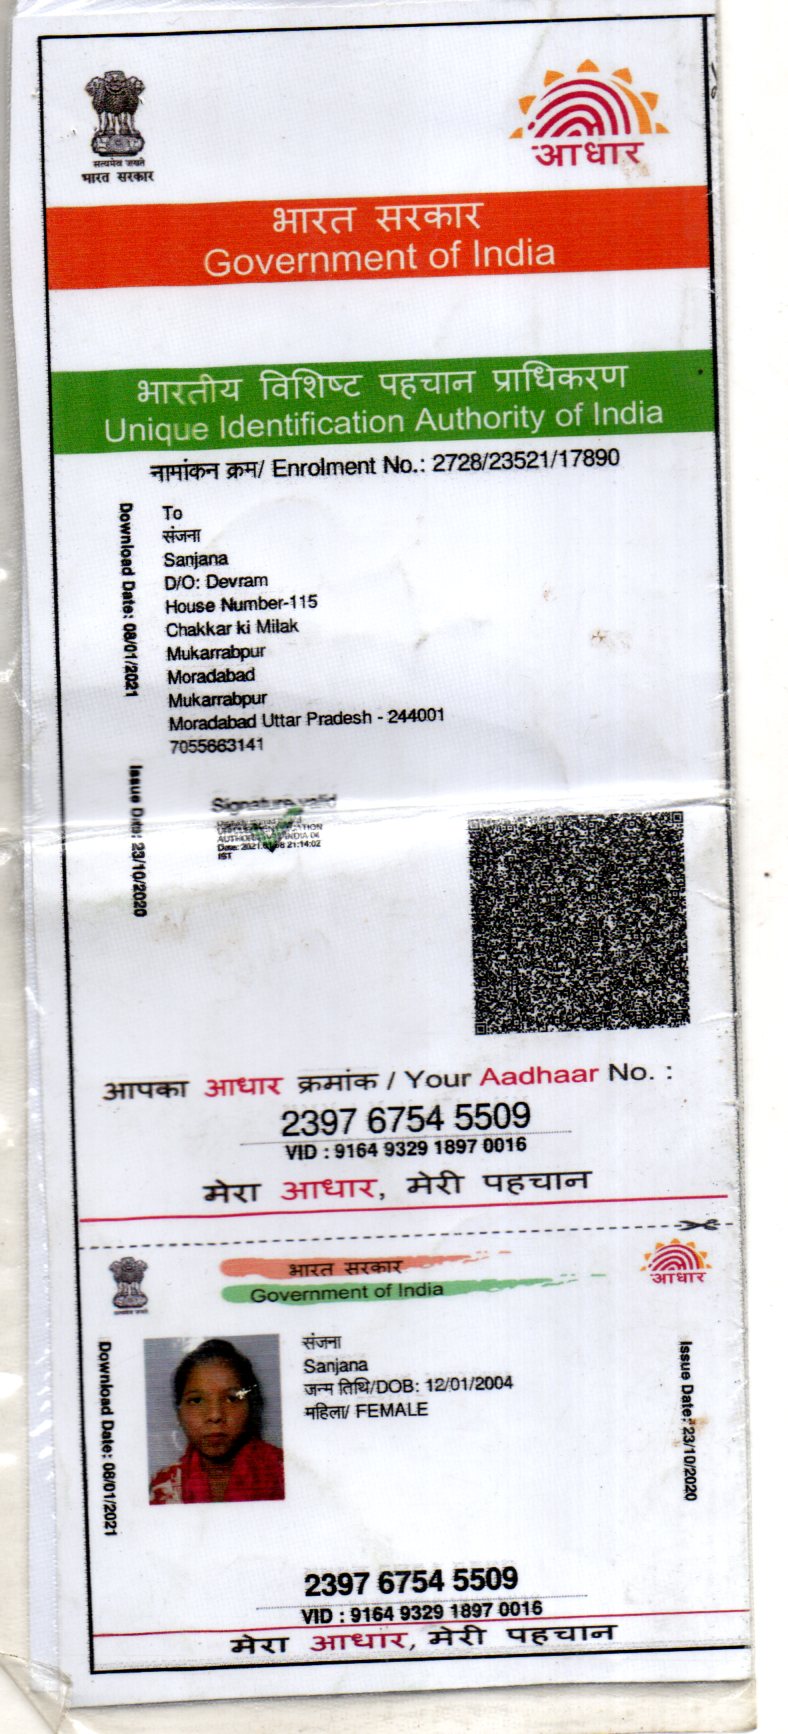 सत्यमेव जयते
भारत सरकार
आधार
भारत सरकार
Government of India
भारतीय विशिष्ट पहचान प्राधिकरण
Unique Identification Authority of India
नामांकन क्रम/ Enrolment No.: 2728/23521/17890
Download Date: 08/01/2021
Issue Date: 23/10/2020
To
संजना
Sanjana
D/O: Devram
House Number-115
Chakkar ki Milak
Mukarrabpur
Moradabad
Mukarrabpur
Moradabad Uttar Pradesh - 244001
7055663141
Signature valid
IST
आपका आधार क्रमांक / Your Aadhaar No. :
2397 6754 5509
VID : 9164 9329 1897 0016
मेरा आधार, मेरी पहचान
भारत सरकार
Government of India
आधार
Download Date: 08/01/2021
संजना
Sanjana
जन्म तिथि/DOB: 12/01/2004
महिला/ FEMALE
Issue Date: 23/10/2020
2397 6754 5509
VID : 9164 9329 1897 0016
मेरा आधार, मेरी पहचान